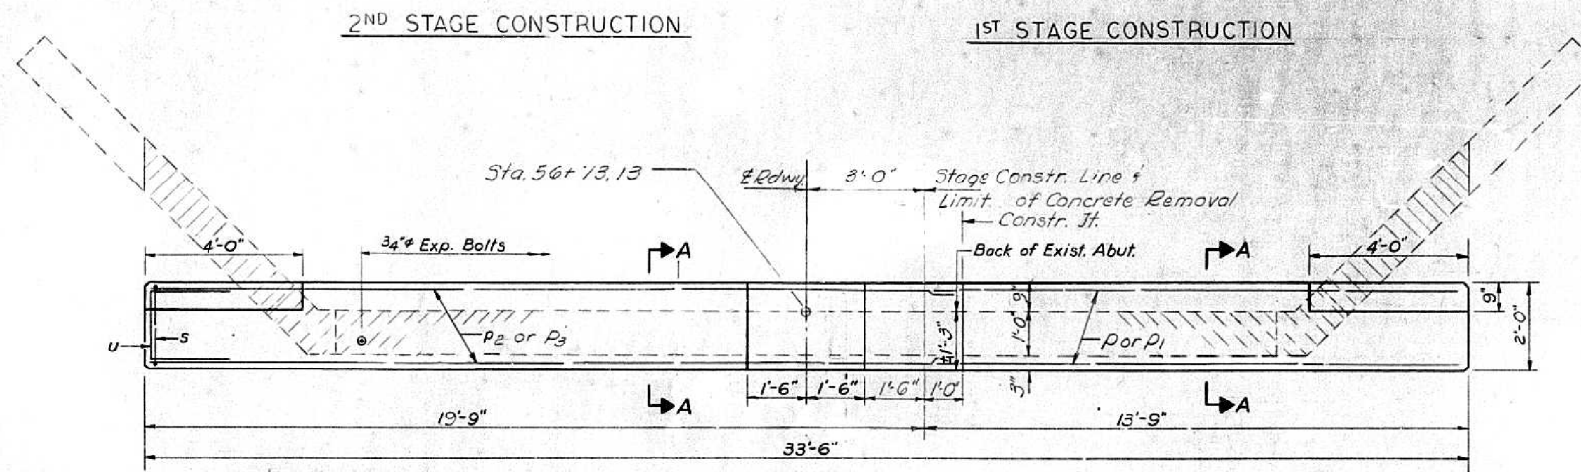 2ND STAGE CONSTRUCTION
1ST STAGE CONSTRUCTION
Sta. 56+73.13
℄ Rdwy.
3'-0"
Stage Constr. Line &
Limit of Concrete Removal
Constr. Jt.
4'-0"
3/4"φ Exp. Bolts
A
Back of Exist. Abut.
A
4'-0"
U
S
P2 or P3
9"
1'-0"
1'-3"
3"
P or P1
9"
2'-0"
1'-6"
1'-6"
1'-6"
1'-0"
A
A
19'-9"
13'-9"
33'-6"